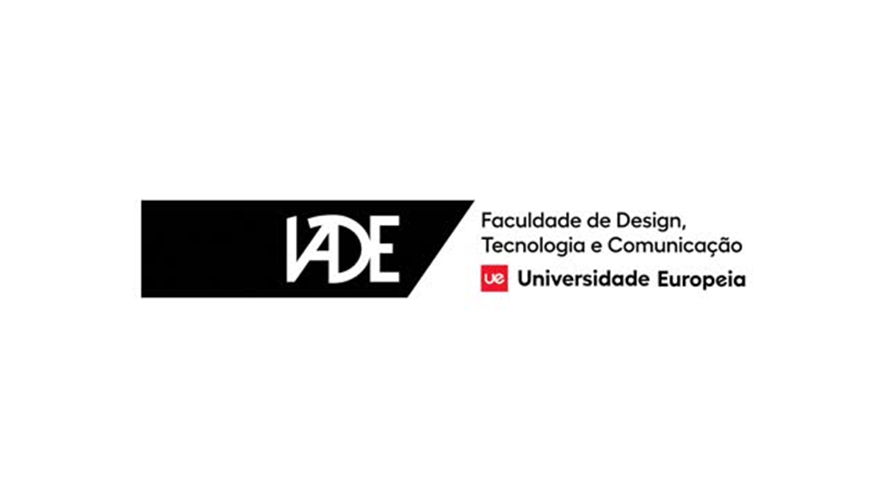 IADE
Faculdade de Design,
Tecnologia e Comunicação
ue Universidade Europeia